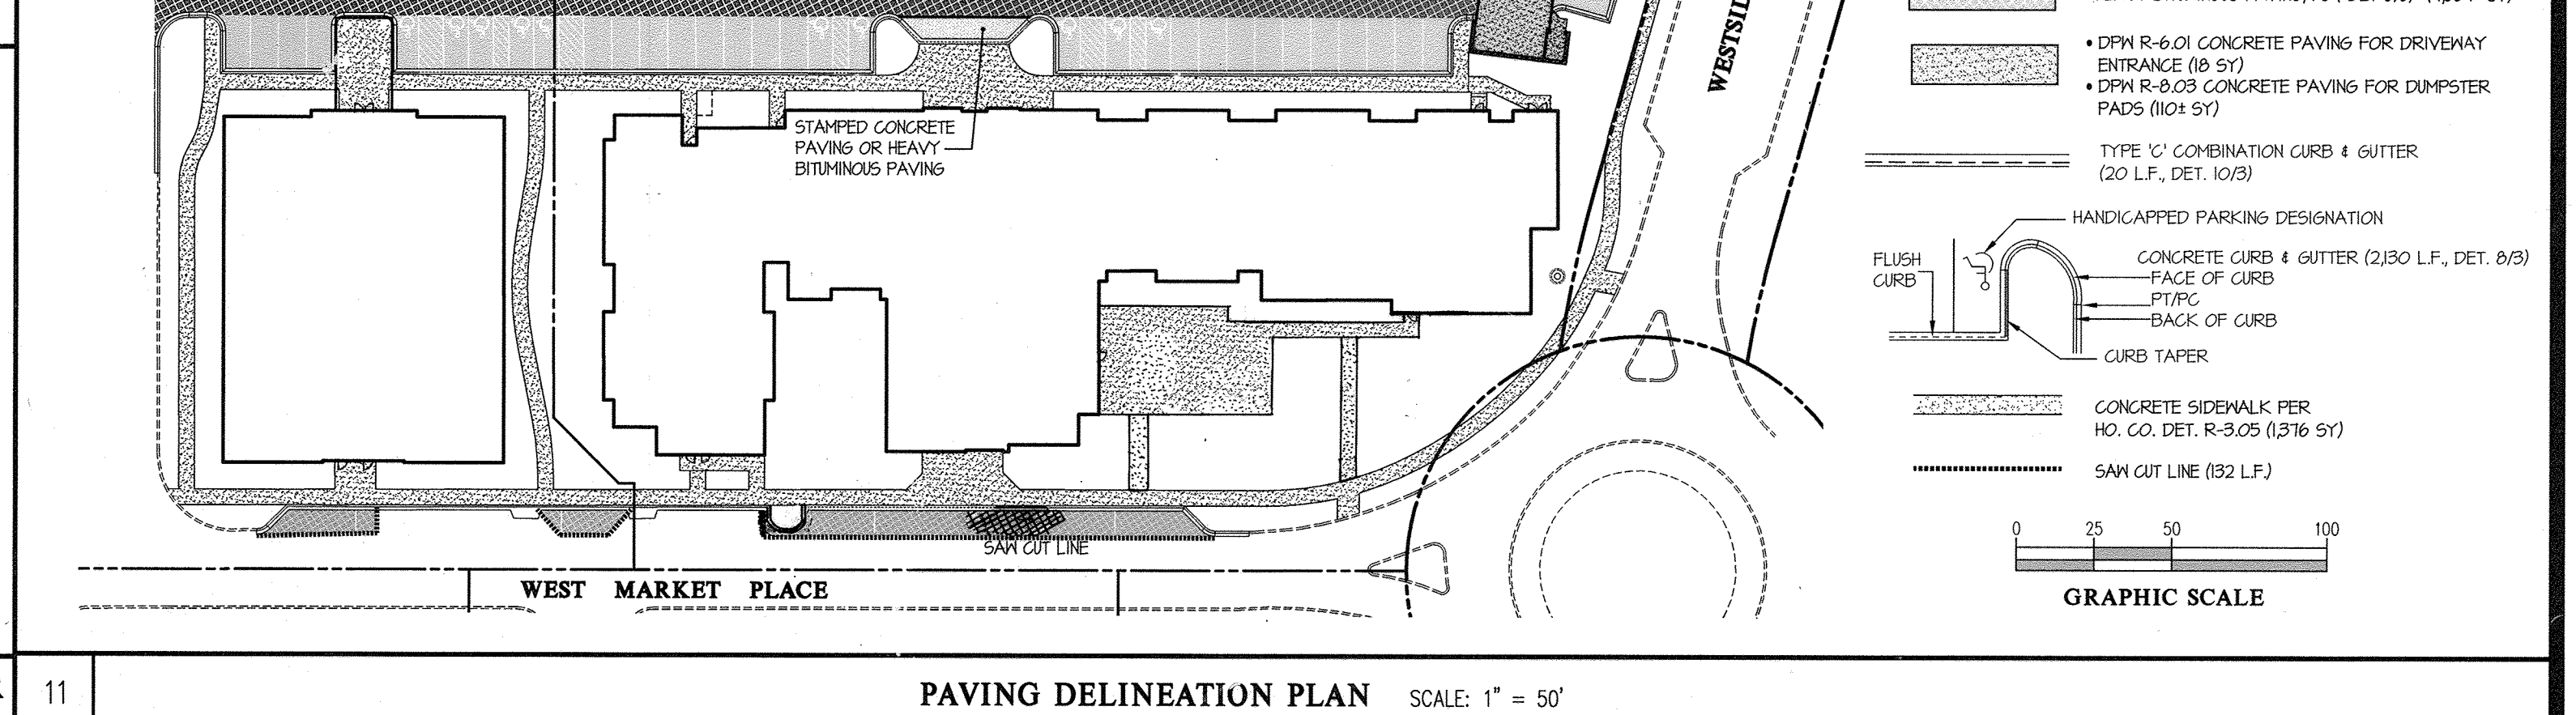 WESTSID
STAMPED CONCRETE
PAVING OR HEAVY
BITUMINOUS PAVING
SAW CUT LINE
WEST MARKET PLACE
• DPW R-6.01 CONCRETE PAVING FOR DRIVEWAY
ENTRANCE (18 SY)
• DPW R-8.03 CONCRETE PAVING FOR DUMPSTER
PADS (110± SY)
TYPE 'C' COMBINATION CURB & GUTTER
(20 L.F., DET. 10/3)
HANDICAPPED PARKING DESIGNATION
FLUSH
CURB
CONCRETE CURB & GUTTER (2,130 L.F., DET. 8/3)
FACE OF CURB
PT/PC
BACK OF CURB
CURB TAPER
CONCRETE SIDEWALK PER
HO. CO. DET. R-3.05 (1,376 SY)
SAW CUT LINE (132 L.F.)
0 25 50 100
GRAPHIC SCALE
11
PAVING DELINEATION PLAN SCALE: 1" = 50'